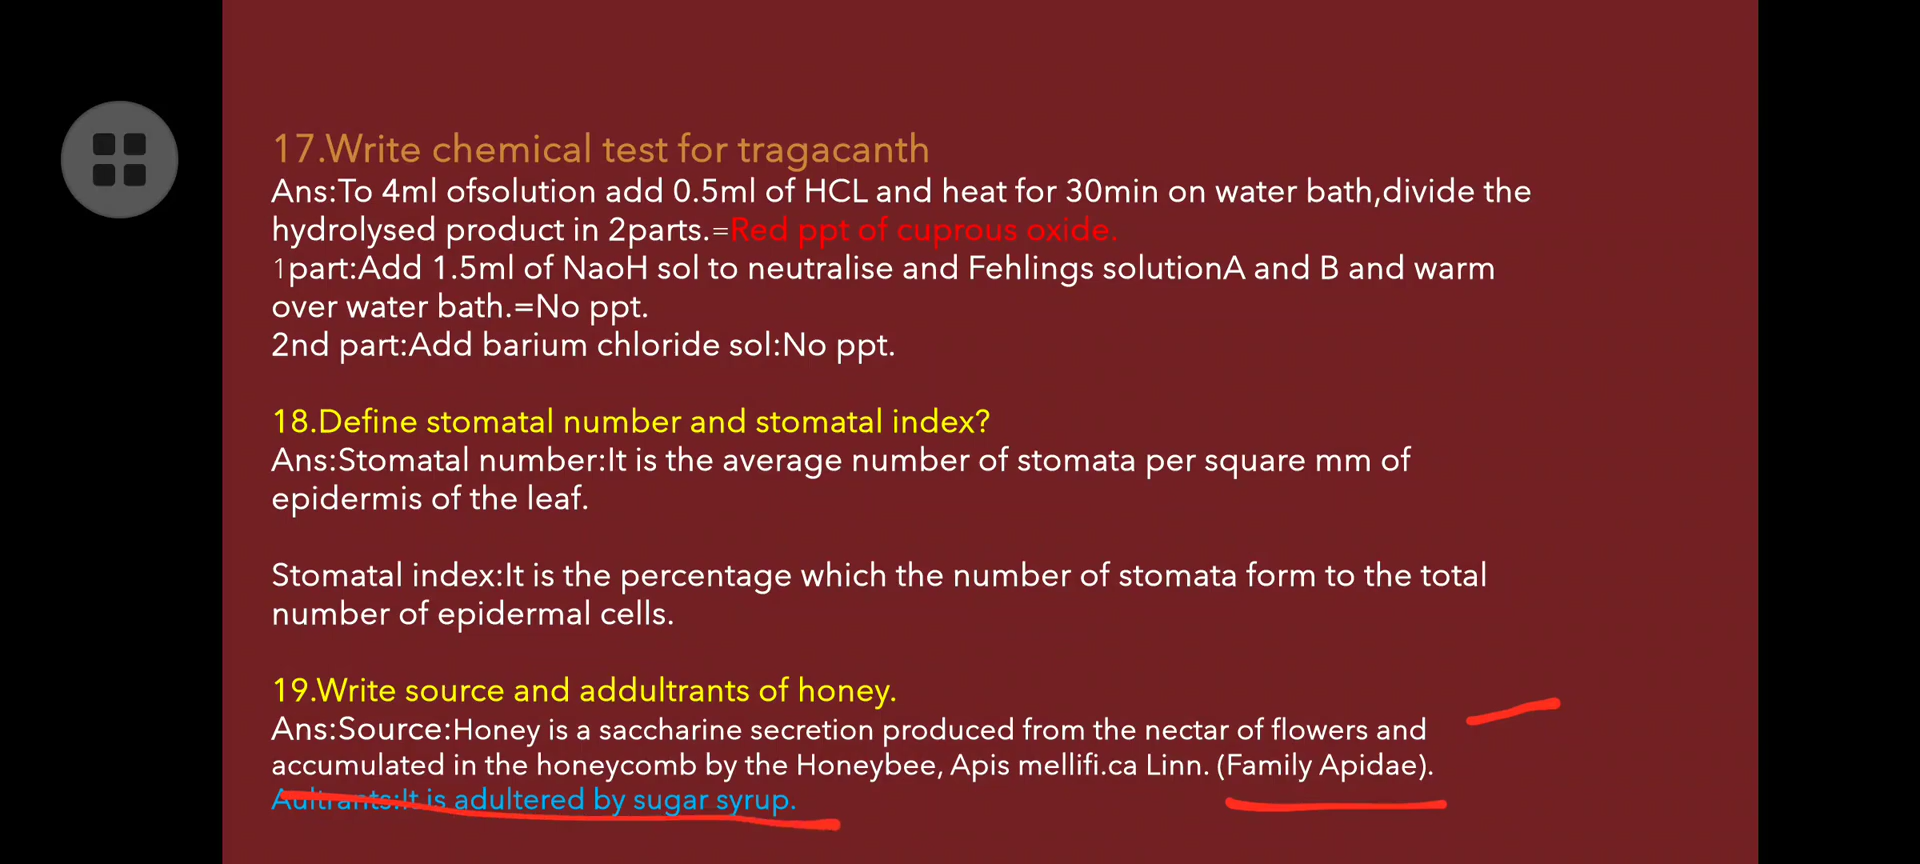 17.Write chemical test for tragacanth
Ans:To 4ml ofsolution add 0.5ml of HCL and heat for 30min on water bath,divide the
hydrolysed product in 2parts.=Red ppt of cuprous oxide.
1part:Add 1.5ml of NaoH sol to neutralise and Fehlings solutionA and B and warm
over water bath.=No ppt.
2nd part:Add barium chloride sol:No ppt.
18.Define stomatal number and stomatal index?
Ans:Stomatal number:It is the average number of stomata per square mm of
epidermis of the leaf.
Stomatal index:It is the percentage which the number of stomata form to the total
number of epidermal cells.
19.Write source and addultrants of honey.
Ans:Source:Honey is a saccharine secretion produced from the nectar of flowers and
accumulated in the honeycomb by the Honeybee, Apis mellifi.ca Linn. (Family Apidae).
Aultrants:It is adultered by sugar syrup.